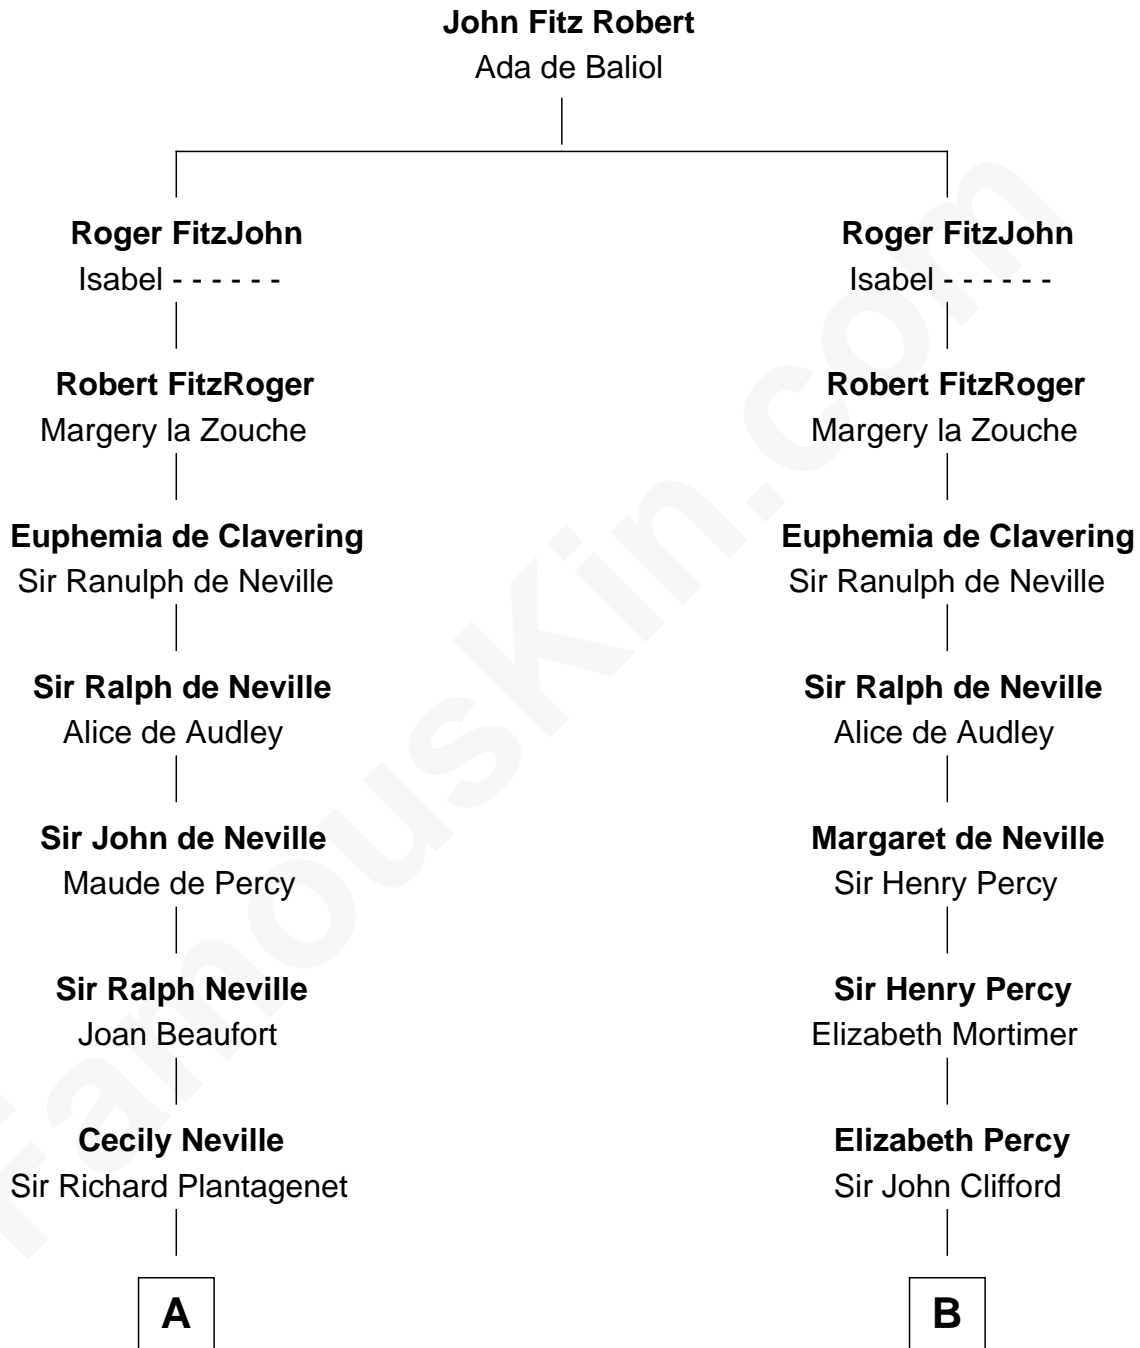 John Fitz Robert
Ada de Baliol
Roger FitzJohn
Isabel - - - - - -
Robert FitzRoger
Margery la Zouche
Euphemia de Clavering
Sir Ranulph de Neville
Sir Ralph de Neville
Alice de Audley
Sir John de Neville
Maude de Percy
Sir Ralph Neville
Joan Beaufort
Cecily Neville
Sir Richard Plantagenet
A
Roger FitzJohn
Isabel - - - - - -
Robert FitzRoger
Margery la Zouche
Euphemia de Clavering
Sir Ranulph de Neville
Sir Ralph de Neville
Alice de Audley
Margaret de Neville
Sir Henry Percy
Sir Henry Percy
Elizabeth Mortimer
Elizabeth Percy
Sir John Clifford
B
FamousKin.com